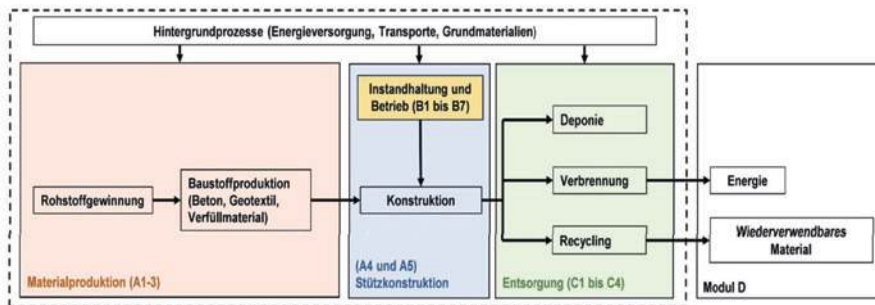 Hintergrundprozesse (Energieversorgung, Transporte, Grundmaterialien)
Instandhaltung und
Betrieb (B1 bis B7)
Deponie
Baustoffproduktion
(Beton, Geotextil,
Verfüllmaterial)
Rohstoffgewinnung
Konstruktion
Verbrennung
Energie
Recycling
Wiederverwendbares
Material
Materialproduktion (A1-3)
(A4 und A5)
Stützkonstruktion
Entsorgung (C1 bis C4)
Modul D